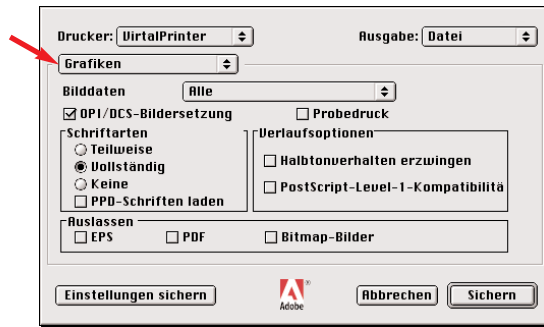 Drucker: VirtalPrinter Ausgabe: Datei
Grafiken
Bilddaten Alle
OPI/DCS-Bildersetzung Probedruck
Schriftarten Verlaufsoptionen
Teilweise
Vollständig Halbtonverhalten erzwingen
Keine PostScript-Level-1-Kompatibilitä
PPD-Schriften laden
Auslassen
EPS PDF Bitmap-Bilder
Einstellungen sichern Adobe Abbrechen Sichern